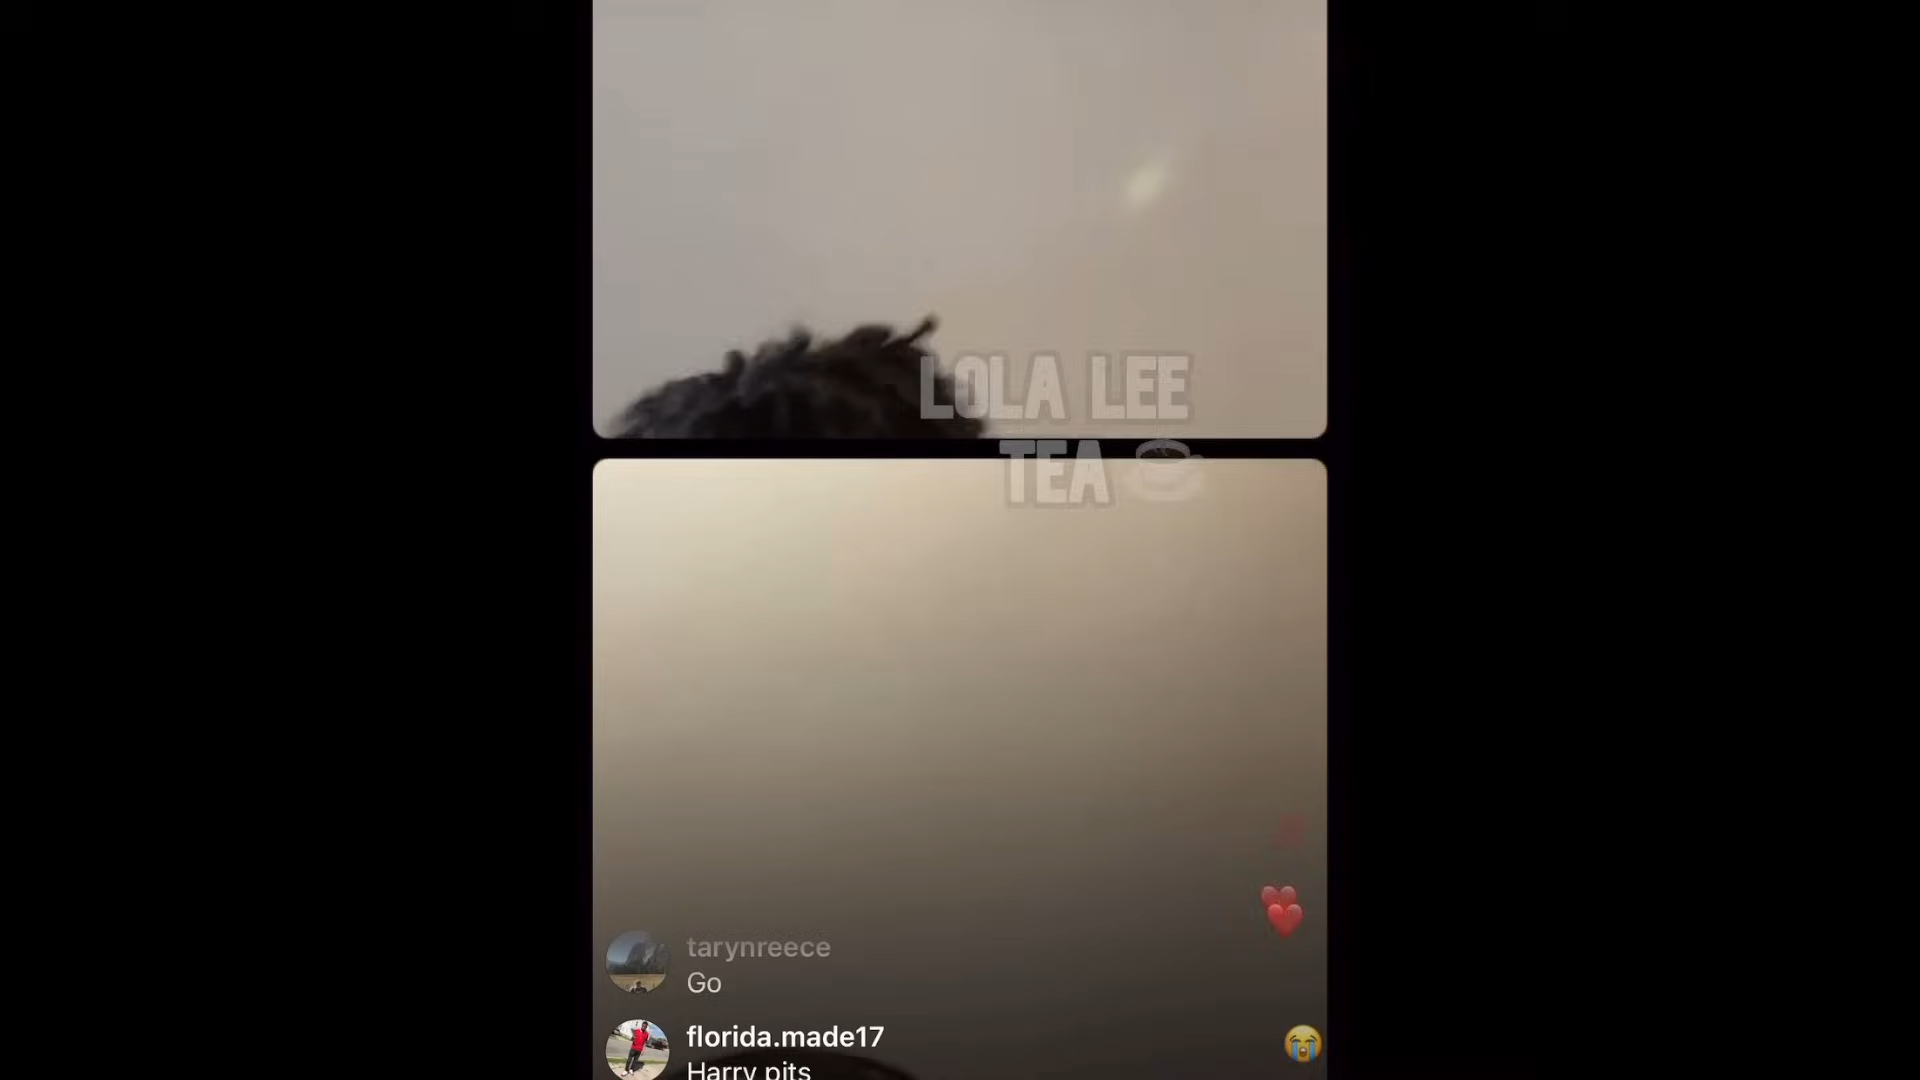 LOLA LEE
TEA
tarynreece
Go
florida.made17
Harry pits